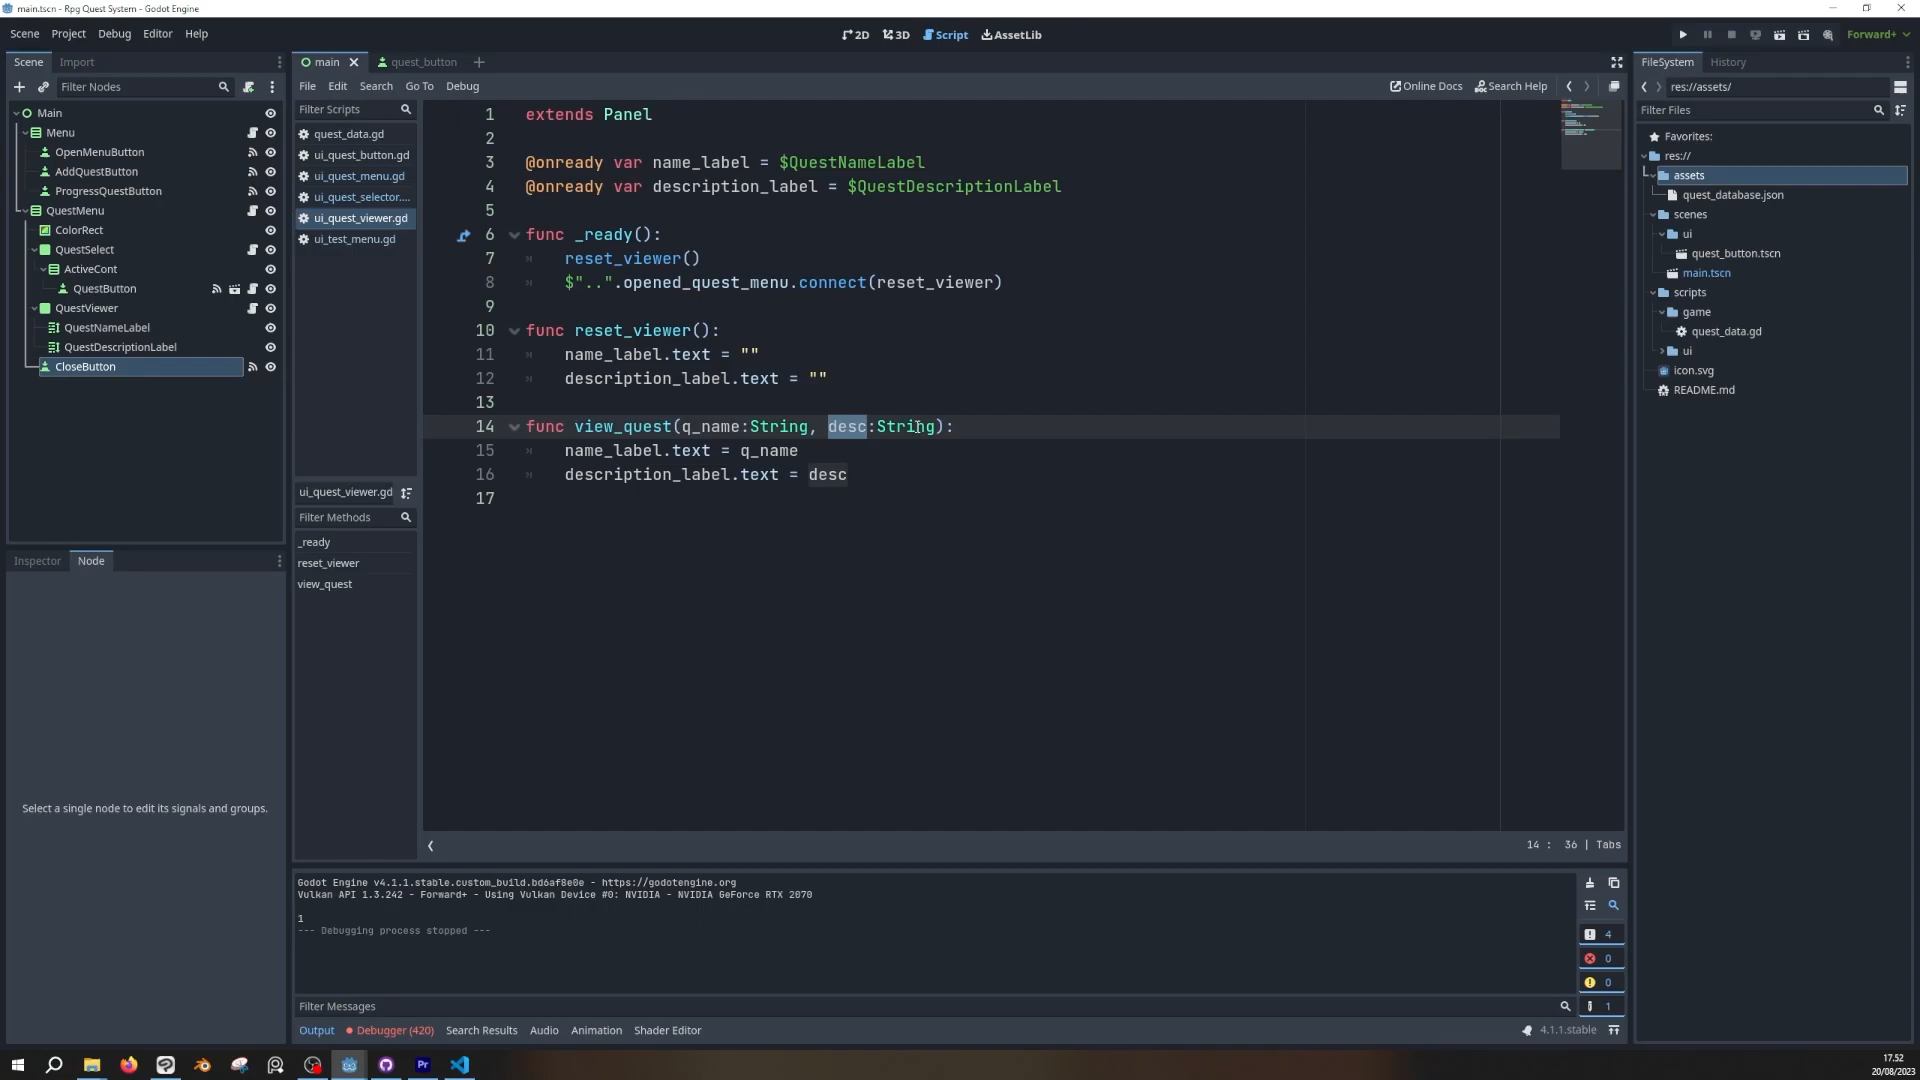 main.tscn - Rpg Quest System - Godot Engine
Scene Project Debug Editor Help
2D 3D Script AssetLib
Forward+
Scene Import
Filter Nodes
Main
Menu
OpenMenuButton
AddQuestButton
ProgressQuestButton
QuestMenu
ColorRect
QuestSelect
ActiveCont
QuestButton
QuestViewer
QuestNameLabel
QuestDescriptionLabel
CloseButton
Inspector Node
Select a single node to edit its signals and groups.
main quest_button
File Edit Search Go To Debug
Online Docs Search Help
Filter Scripts
quest_data.gd
ui_quest_button.gd
ui_quest_menu.gd
ui_quest_selector....
ui_quest_viewer.gd
ui_test_menu.gd
ui_quest_viewer.gd
Filter Methods
_ready
reset_viewer
view_quest
1 extends Panel
2
3 @onready var name_label = $QuestNameLabel
4 @onready var description_label = $QuestDescriptionLabel
5
6 func _ready():
7 reset_viewer()
8 $"..".opened_quest_menu.connect(reset_viewer)
9
10 func reset_viewer():
11 name_label.text = ""
12 description_label.text = ""
13
14 func view_quest(q_name:String, desc:String):
15 name_label.text = q_name
16 description_label.text = desc
17
14 : 36 | Tabs
Godot Engine v4.1.1.stable.custom_build.bd6af8e0e - https://godotengine.org
Vulkan API 1.3.242 - Forward+ - Using Vulkan Device #0: NVIDIA - NVIDIA GeForce RTX 2070
1
--- Debugging process stopped ---
4
0
0
1
Filter Messages
Output Debugger (420) Search Results Audio Animation Shader Editor
4.1.1.stable
FileSystem History
res://assets/
Filter Files
Favorites:
res://
assets
quest_database.json
scenes
ui
quest_button.tscn
main.tscn
scripts
game
quest_data.gd
ui
icon.svg
README.md
Pr
17.52
20/08/2023